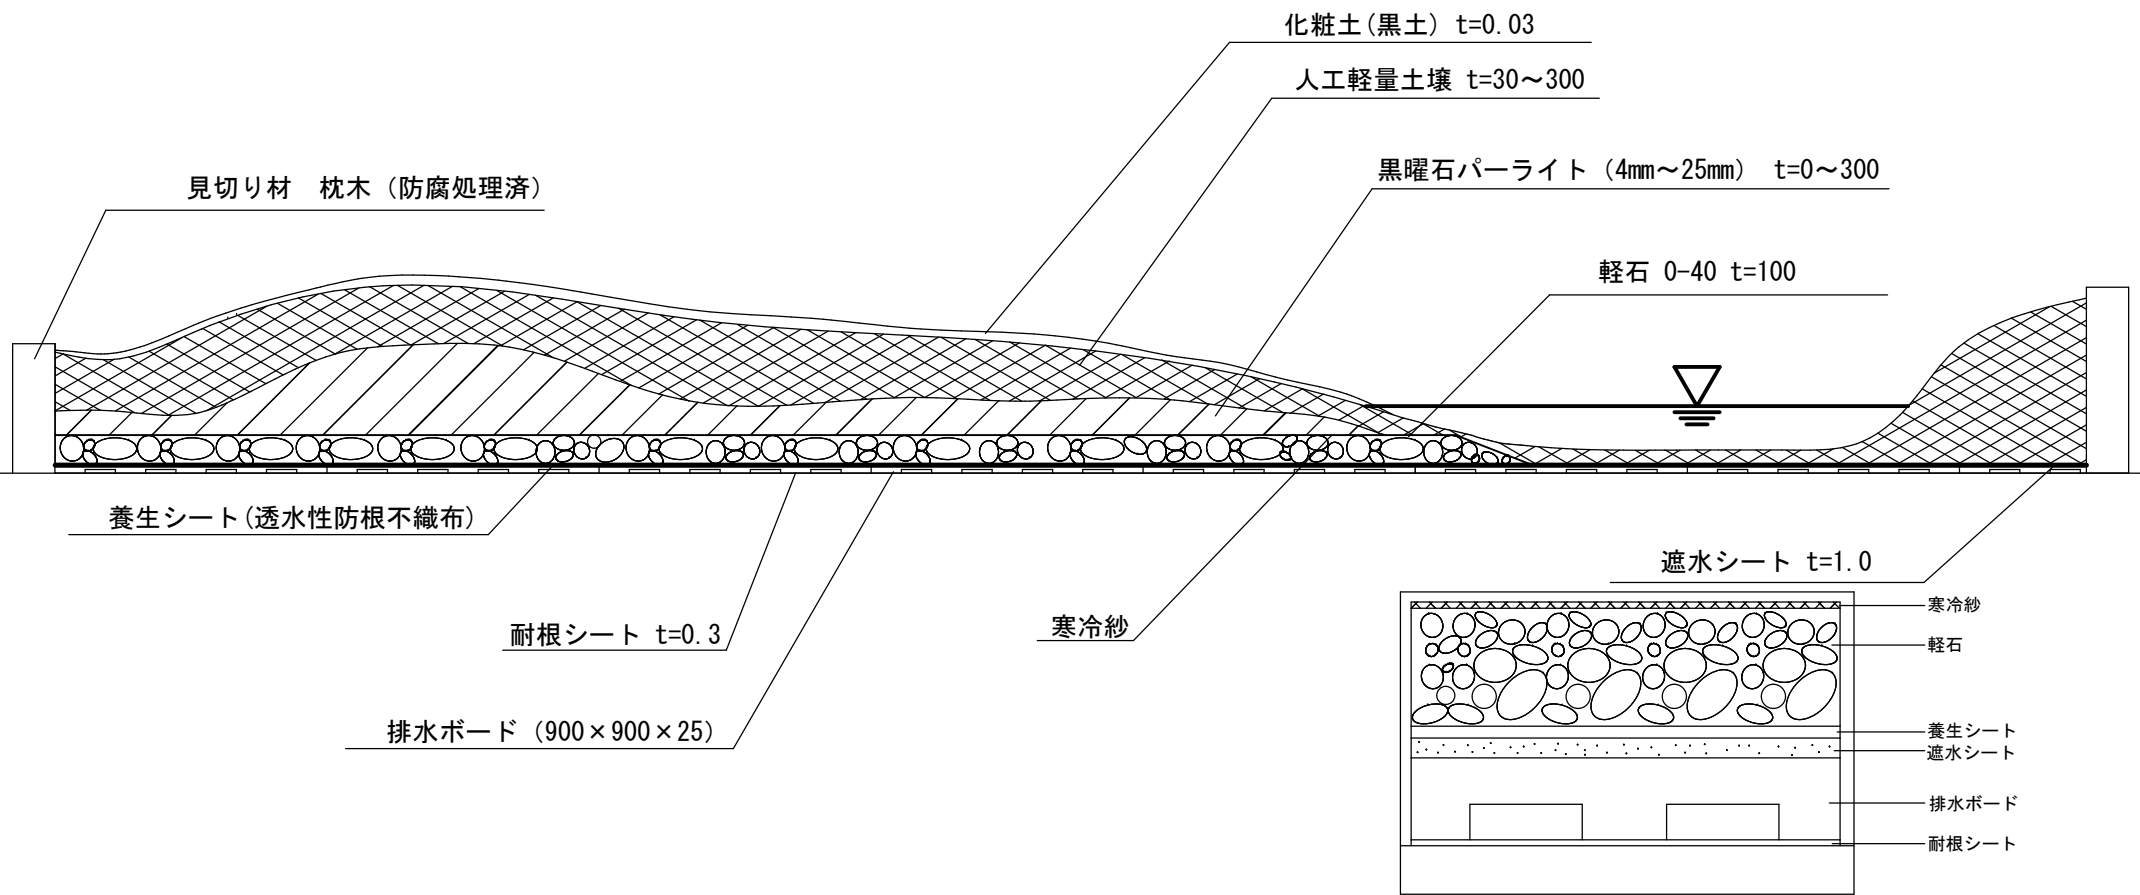 化粧土(黒土) t=0.03
人工軽量土壌 t=30～300
黒曜石パーライト（4mm～25mm） t=0～300
見切り材　枕木（防腐処理済）
軽石 0-40 t=100
養生シート(透水性防根不織布)
遮水シート t=1.0
耐根シート t=0.3
寒冷紗
排水ボード（900×900×25）
寒冷紗
軽石
養生シート
遮水シート
排水ボード
耐根シート